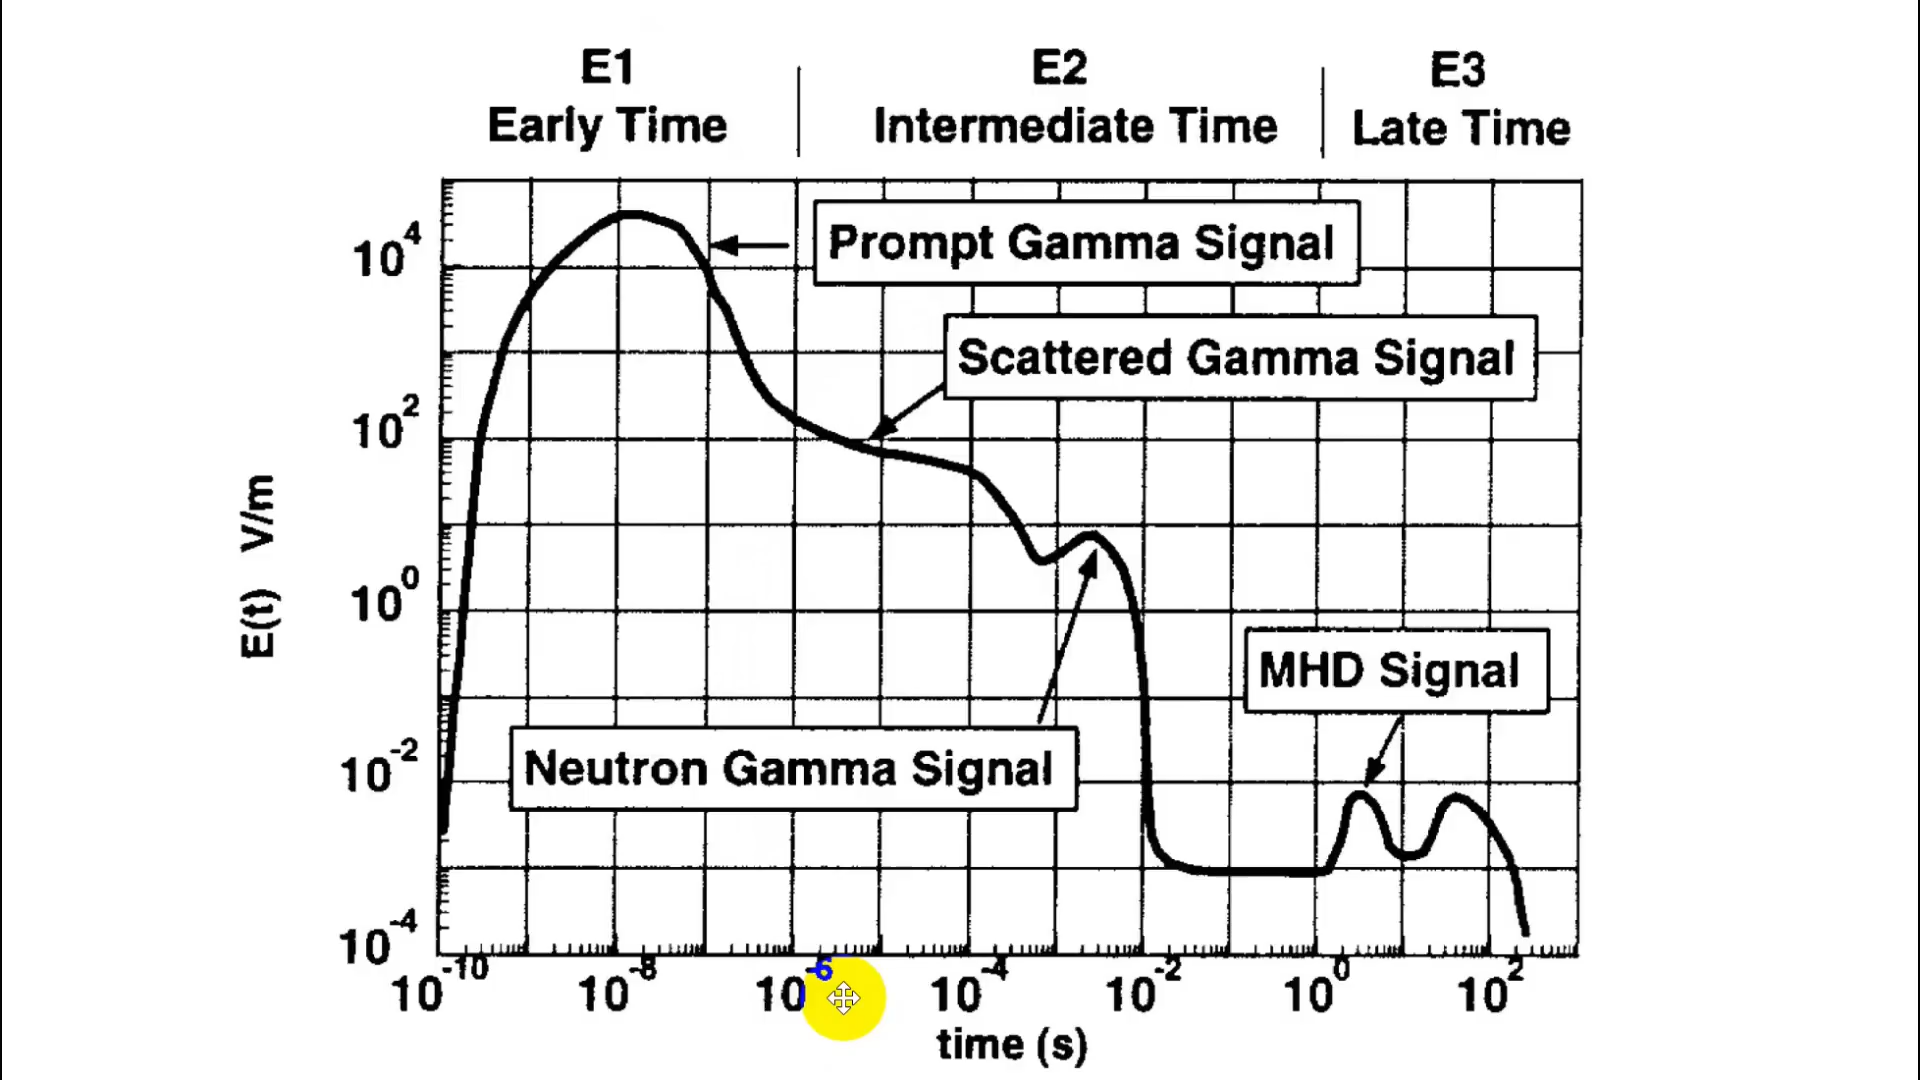 E1
Early Time
E2
Intermediate Time
E3
Late Time
Prompt Gamma Signal
Scattered Gamma Signal
Neutron Gamma Signal
MHD Signal
E(t) V/m
10^4
10^2
10^0
10^-2
10^-4
10^-10
10^-8
10^-6
10^-4
10^-2
10^0
10^2
time (s)